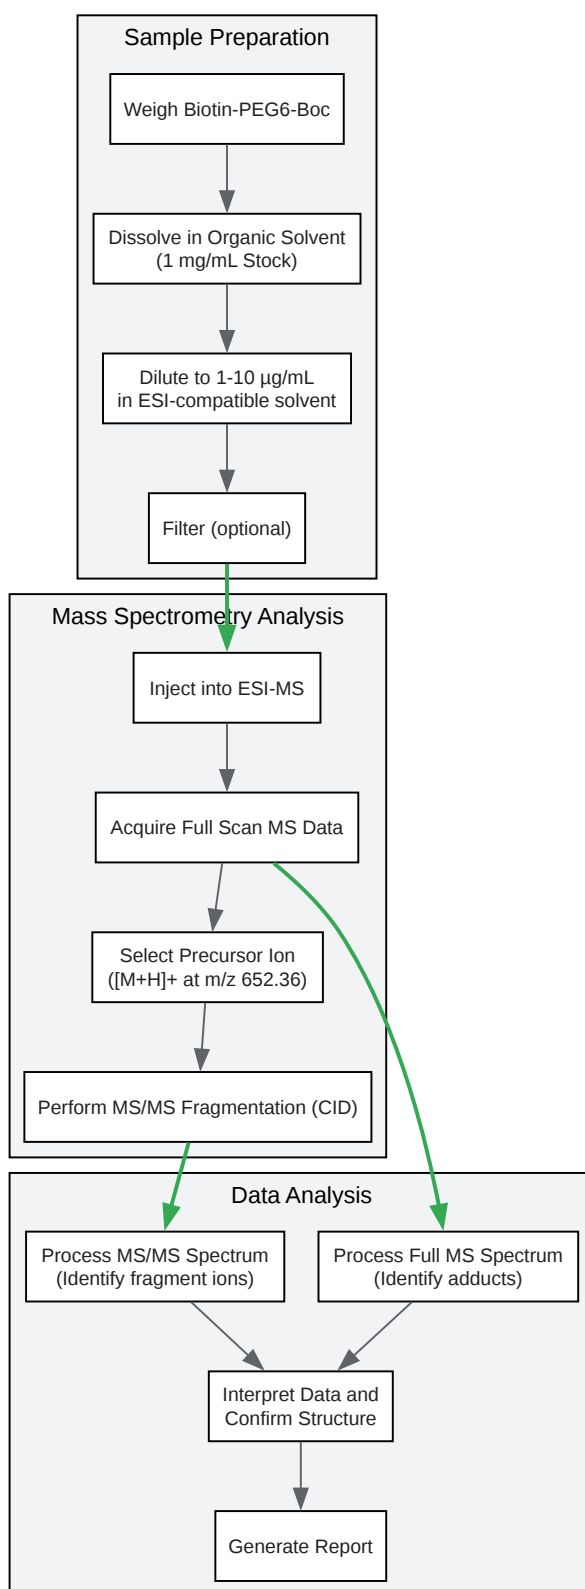 Sample Preparation
Weigh Biotin-PEG6-Boc
Dissolve in Organic Solvent
(1 mg/mL Stock)
Dilute to 1-10 µg/mL
in ESI-compatible solvent
Filter (optional)
Mass Spectrometry Analysis
Inject into ESI-MS
Acquire Full Scan MS Data
Select Precursor Ion
([M+H]+ at m/z 652.36)
Perform MS/MS Fragmentation (CID)
Data Analysis
Process MS/MS Spectrum
(Identify fragment ions)
Process Full MS Spectrum
(Identify adducts)
Interpret Data and
Confirm Structure
Generate Report